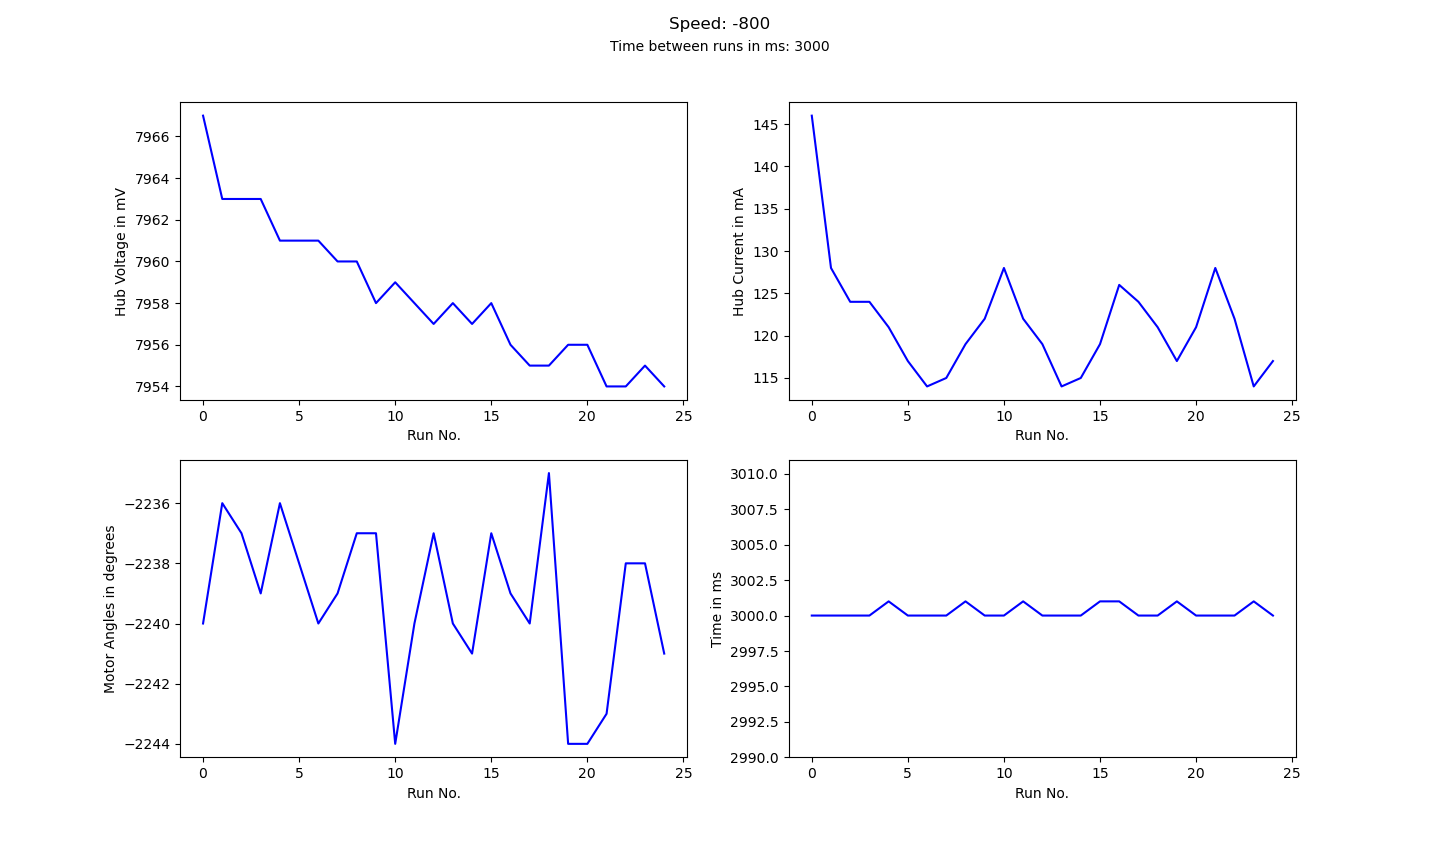 Speed: -800
Time between runs in ms: 3000
Hub Voltage in mV
7966
7964
7962
7960
7958
7956
7954
0 5 10 15 20 25
Run No.
Hub Current in mA
145
140
135
130
125
120
115
0 5 10 15 20 25
Run No.
Motor Angles in degrees
−2236
−2238
−2240
−2242
−2244
0 5 10 15 20 25
Run No.
Time in ms
3010.0
3007.5
3005.0
3002.5
3000.0
2997.5
2995.0
2992.5
2990.0
0 5 10 15 20 25
Run No.